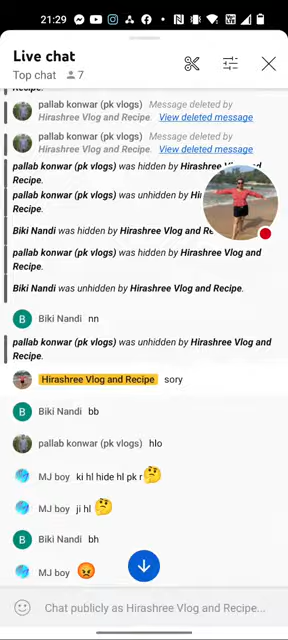 21:29
Live chat
Top chat 7
Recipe.
pallab konwar (pk vlogs) Message deleted by
Hirashree Vlog and Recipe. View deleted message
pallab konwar (pk vlogs) Message deleted by
Hirashree Vlog and Recipe. View deleted message
pallab konwar (pk vlogs) was hidden by Hirashree Vlog and
Recipe.
pallab konwar (pk vlogs) was unhidden by
Recipe.
Biki Nandi was hidden by Hirashree Vlog and
pallab konwar (pk vlogs) was hidden by Hirashree Vlog and
Recipe.
Biki Nandi was unhidden by Hirashree Vlog and Recipe.
B Biki Nandi nn
pallab konwar (pk vlogs) was unhidden by Hirashree Vlog and
Recipe.
Hirashree Vlog and Recipe sory
B Biki Nandi bb
pallab konwar (pk vlogs) hlo
MJ boy ki hl hide hl pk r🤔
MJ boy ji hl 🤔
B Biki Nandi bh
MJ boy 😡
Chat publicly as Hirashree Vlog and Recipe...